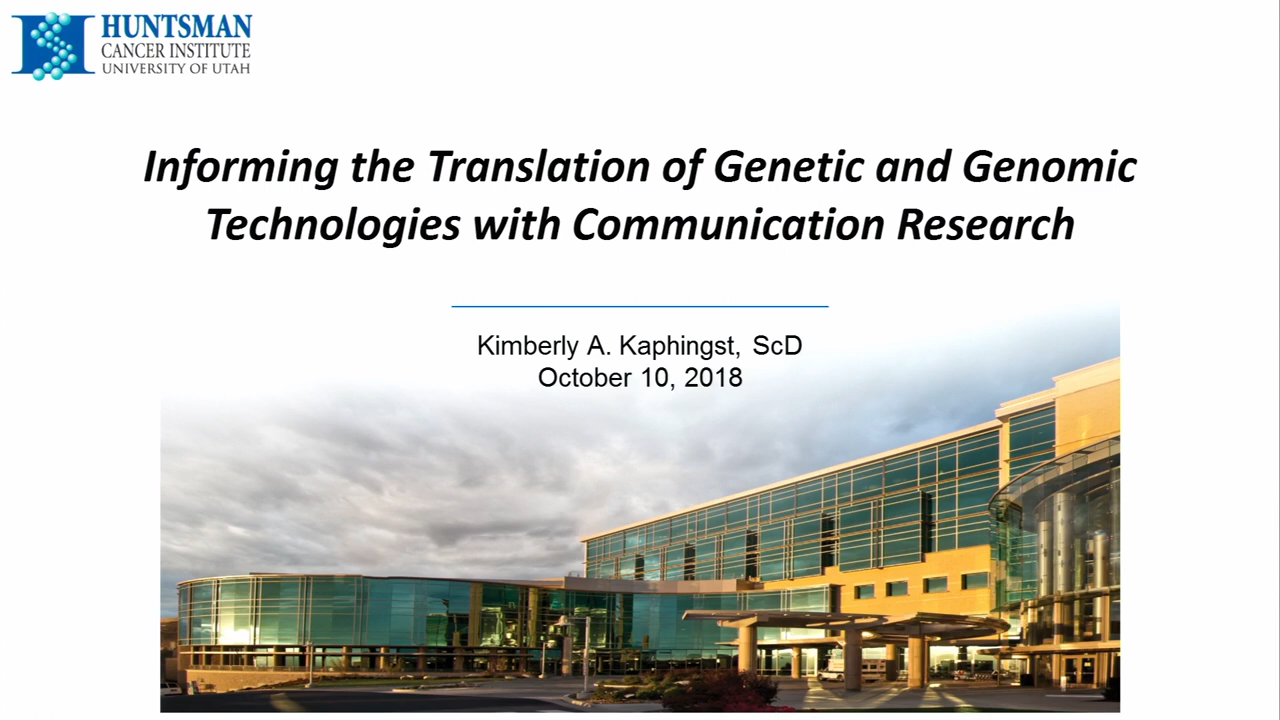 HUNTSMAN
CANCER INSTITUTE
UNIVERSITY OF UTAH
Informing the Translation of Genetic and Genomic
Technologies with Communication Research
Kimberly A. Kaphingst, ScD
October 10, 2018